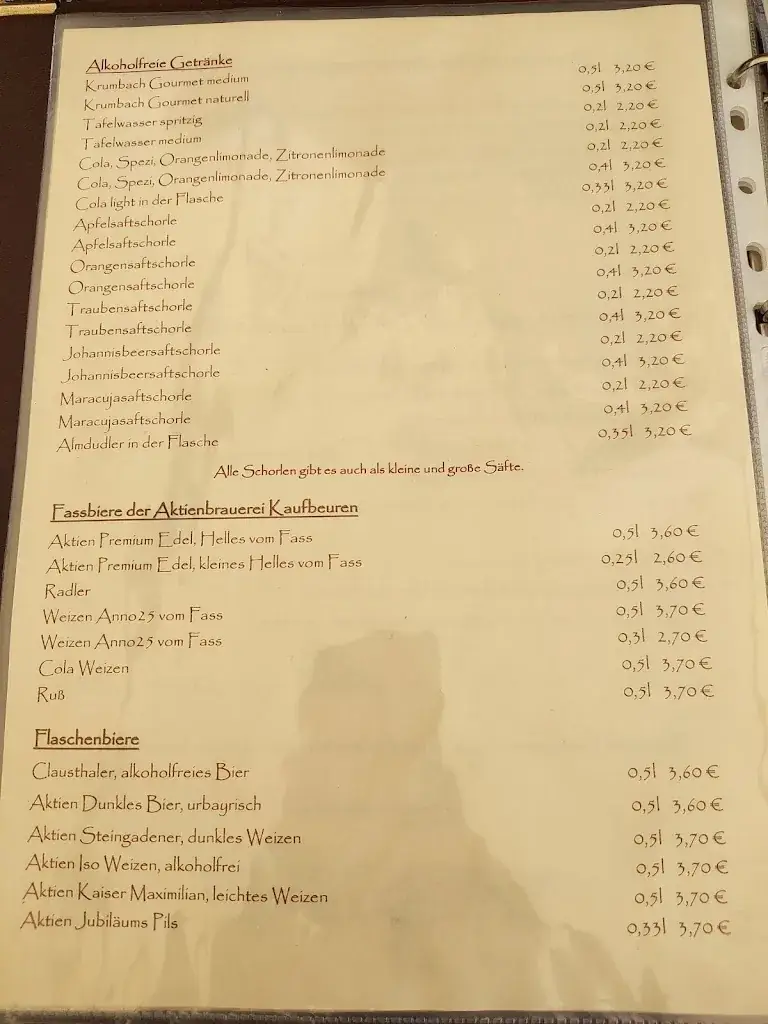 Alkoholfreie Getränke
Krumbach Gourmet medium 0,5l 3,20 €
Krumbach Gourmet naturell 0,5l 3,20 €
Tafelwasser spritzig 0,2l 2,20 €
Tafelwasser medium 0,2l 2,20 €
Cola, Spezi, Orangenlimonade, Zitronenlimonade 0,2l 2,20 €
Cola, Spezi, Orangenlimonade, Zitronenlimonade 0,4l 3,20 €
Cola light in der Flasche 0,33l 3,20 €
Apfelsaftschorle 0,2l 2,20 €
Apfelsaftschorle 0,4l 3,20 €
Orangensaftschorle 0,2l 2,20 €
Orangensaftschorle 0,4l 3,20 €
Traubensaftschorle 0,2l 2,20 €
Traubensaftschorle 0,4l 3,20 €
Johannisbeersaftschorle 0,2l 2,20 €
Johannisbeersaftschorle 0,4l 3,20 €
Maracujasaftschorle 0,2l 2,20 €
Maracujasaftschorle 0,4l 3,20 €
Almdudler in der Flasche 0,35l 3,20 €
Alle Schorlen gibt es auch als kleine und große Säfte.
Fassbiere der Aktienbrauerei Kaufbeuren
Aktien Premium Edel, Helles vom Fass 0,5l 3,60 €
Aktien Premium Edel, kleines Helles vom Fass 0,25l 2,60 €
Radler 0,5l 3,60 €
Weizen Anno25 vom Fass 0,5l 3,70 €
Weizen Anno25 vom Fass 0,3l 2,70 €
Cola Weizen 0,5l 3,70 €
Ruß 0,5l 3,70 €
Flaschenbiere
Clausthaler, alkoholfreies Bier 0,5l 3,60 €
Aktien Dunkles Bier, urbayrisch 0,5l 3,60 €
Aktien Steingadener, dunkles Weizen 0,5l 3,70 €
Aktien Iso Weizen, alkoholfrei 0,5l 3,70 €
Aktien Kaiser Maximilian, leichtes Weizen 0,5l 3,70 €
Aktien Jubiläums Pils 0,33l 3,70 €